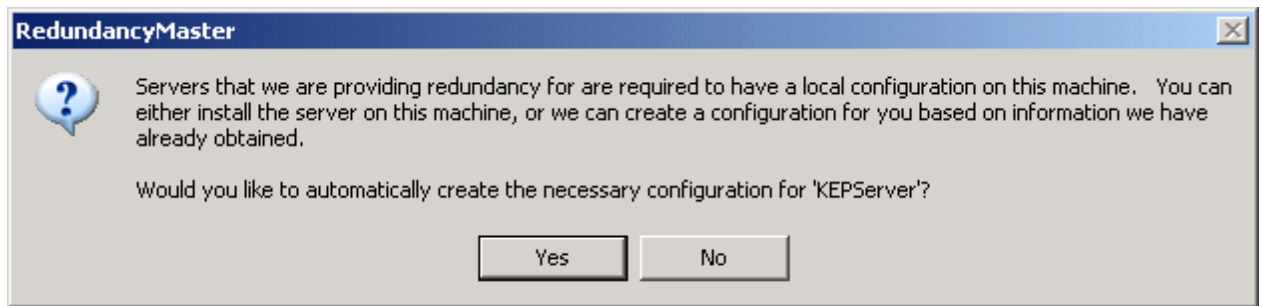 RedundancyMaster
Servers that we are providing redundancy for are required to have a local configuration on this machine.   You can
either install the server on this machine, or we can create a configuration for you based on information we have
already obtained.
Would you like to automatically create the necessary configuration for 'KEPServer'?
Yes
No